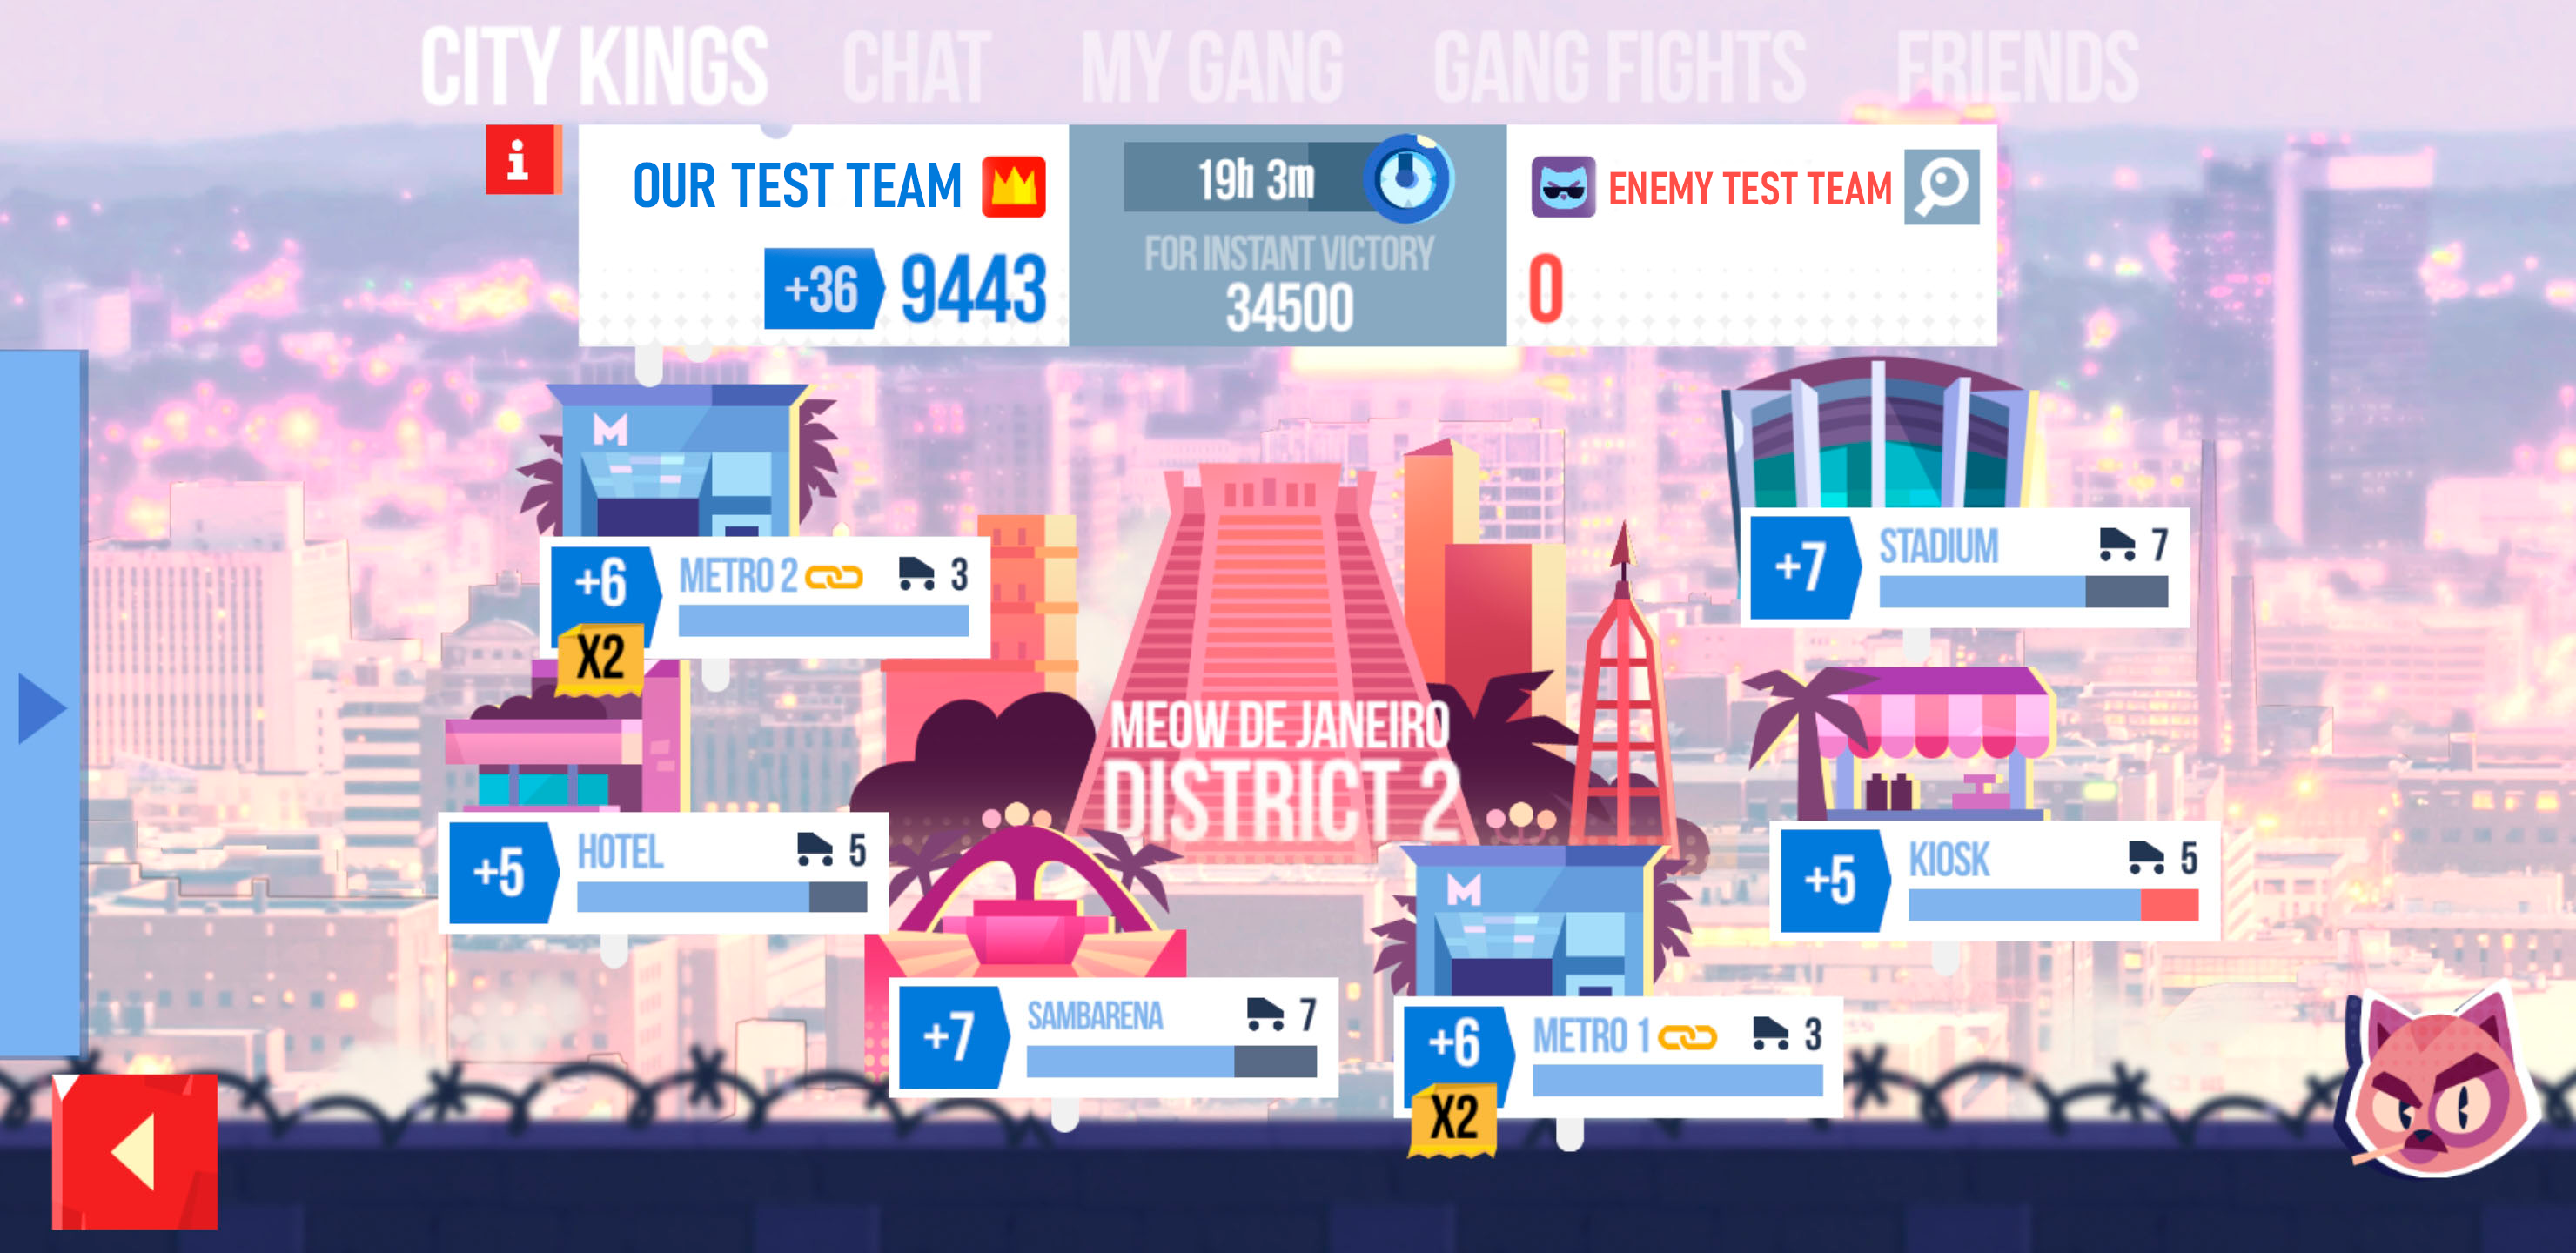 CITY KINGS CHAT MY GANG GANG FIGHTS FRIENDS
i
OUR TEST TEAM
+36 9443
19h 3m
FOR INSTANT VICTORY
34500
ENEMY TEST TEAM
0
M
+6 METRO 2 3
X2
+7 STADIUM 7
MEOW DE JANEIRO
DISTRICT 2
+5 HOTEL 5
+5 KIOSK 5
+7 SAMBARENA 7
M
+6 METRO 1 3
X2